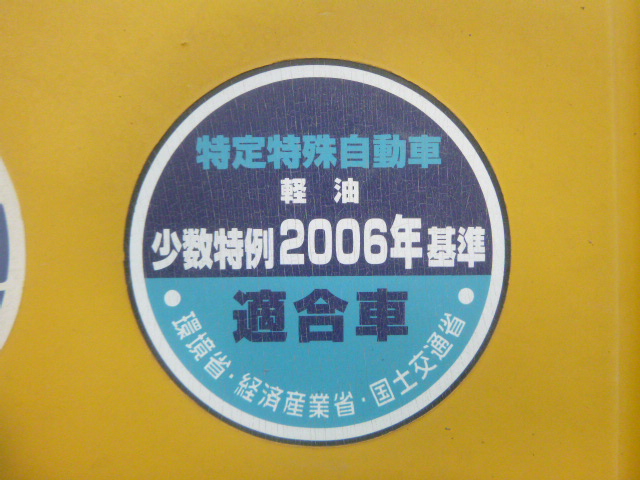 特定特殊自動車
軽 油
少数特例2006年基準
適合車
・環境省・経済産業省・国土交通省・